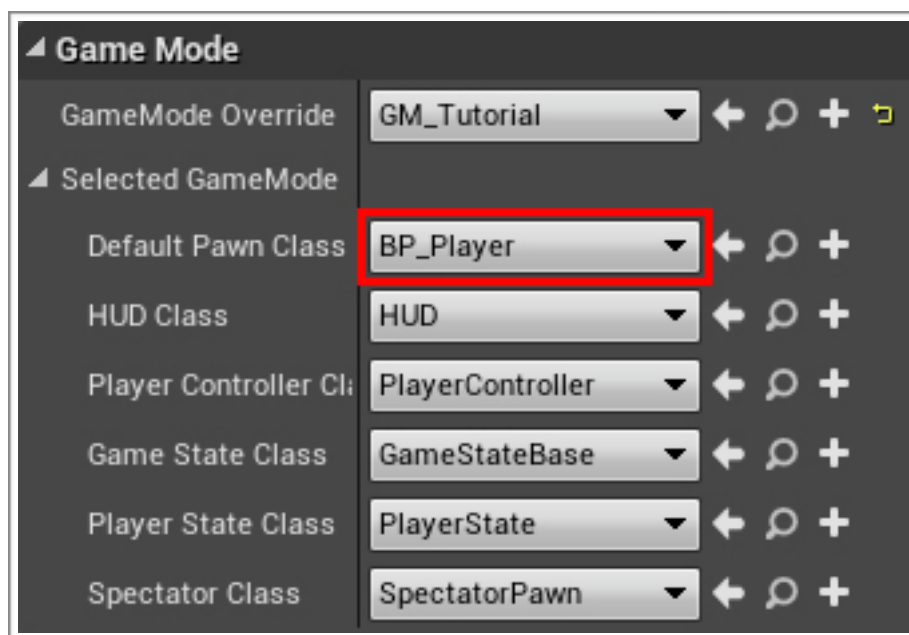 Game Mode
GameMode Override GM_Tutorial
Selected GameMode
Default Pawn Class BP_Player
HUD Class HUD
Player Controller Cla PlayerController
Game State Class GameStateBase
Player State Class PlayerState
Spectator Class SpectatorPawn